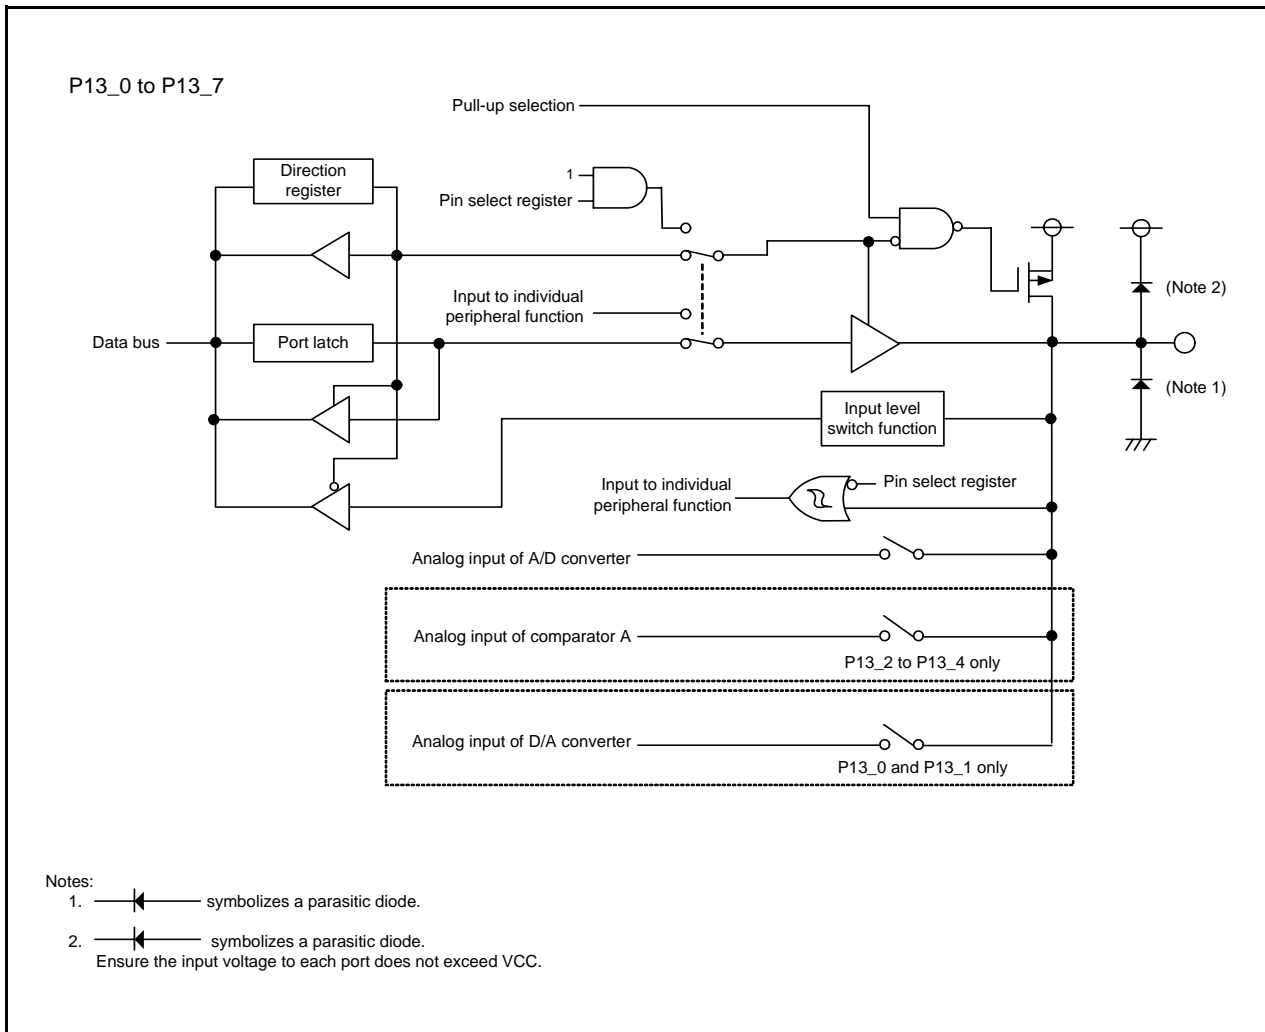 P13_0 to P13_7
Pull-up selection
Direction
register
1
Pin select register
Input to individual
peripheral function
(Note 2)
Data bus
Port latch
(Note 1)
Input level
switch function
Input to individual
peripheral function
Pin select register
Analog input of A/D converter
Analog input of comparator A
P13_2 to P13_4 only
Analog input of D/A converter
P13_0 and P13_1 only
Notes:
1. symbolizes a parasitic diode.
2. symbolizes a parasitic diode.
Ensure the input voltage to each port does not exceed VCC.